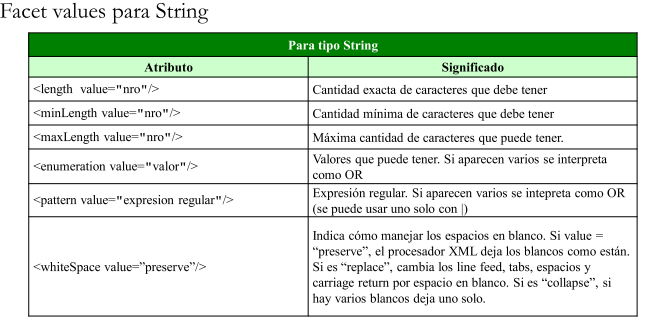 Facet values para String
Para tipo String
Atributo
Significado
<length  value="nro"/>
Cantidad exacta de caracteres que debe tener
<minLength value="nro"/>
Cantidad mínima de caracteres que debe tener
<maxLength value="nro"/>
Máxima cantidad de caracteres que puede tener.
<enumeration value="valor"/>
Valores que puede tener. Si aparecen varios se interpreta
como OR
<pattern value="expresion regular"/>
Expresión regular. Si aparecen varios se intepreta como OR
(se puede usar uno solo con |)
<whiteSpace value=”preserve”/>
Indica cómo manejar los espacios en blanco. Si value =
“preserve”, el procesador XML deja los blancos como están.
Si es “replace”, cambia los line feed, tabs, espacios y
carriage return por espacio en blanco. Si es “collapse”, si
hay varios blancos deja uno solo.